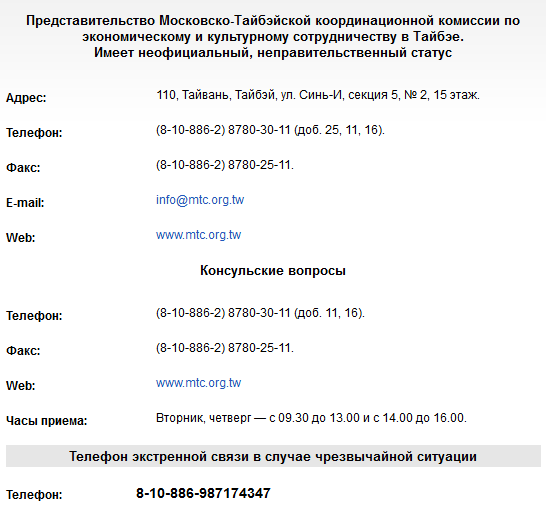 Представительство Московско-Тайбэйской координационной комиссии по
экономическому и культурному сотрудничеству в Тайбэе.
Имеет неофициальный, неправительственный статус
Адрес: 110, Тайвань, Тайбэй, ул. Синь-И, секция 5, № 2, 15 этаж.
Телефон: (8-10-886-2) 8780-30-11 (доб. 25, 11, 16).
Факс: (8-10-886-2) 8780-25-11.
E-mail: info@mtc.org.tw
Web: www.mtc.org.tw
Консульские вопросы
Телефон: (8-10-886-2) 8780-30-11 (доб. 11, 16).
Факс: (8-10-886-2) 8780-25-11.
Web: www.mtc.org.tw
Часы приема: Вторник, четверг — с 09.30 до 13.00 и с 14.00 до 16.00.
Телефон экстренной связи в случае чрезвычайной ситуации
Телефон: 8-10-886-987174347